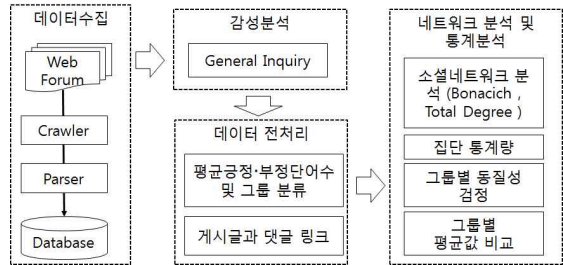 데이터수집
Web
Forum
Crawler
Parser
Database
감성분석
General Inquiry
데이터 전처리
평균긍정·부정단어수
및 그룹 분류
게시글과 댓글 링크
네트워크 분석 및
통계분석
소셜네트워크 분
석 (Bonacich ,
Total Degree )
집단 통계량
그룹별 동질성
검정
그룹별
평균값 비교